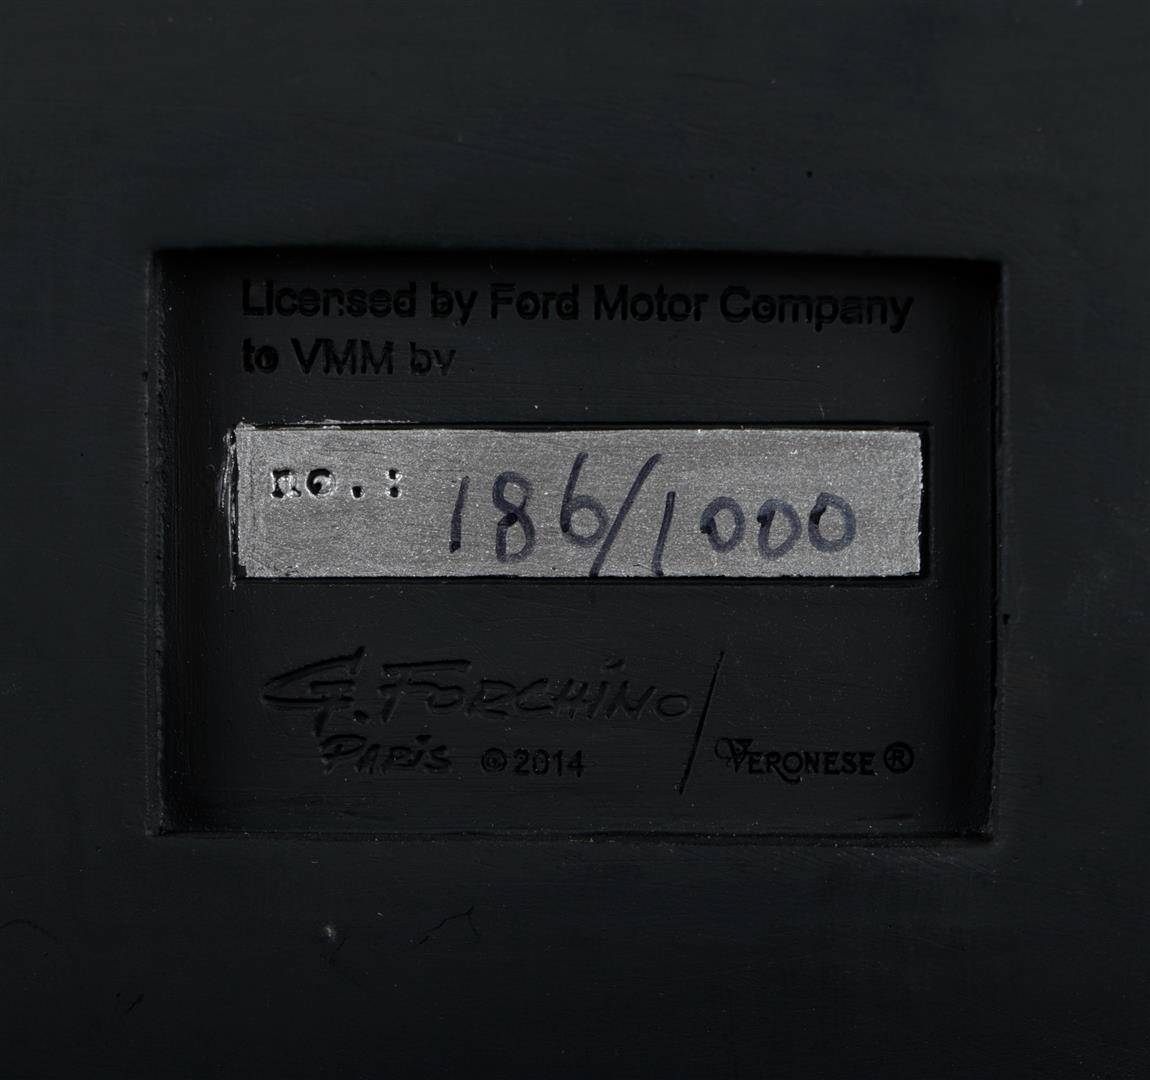 Licensed by Ford Motor Company
to VMM by
no.: 186/1000
G. FORCHINO /
PARIS ©2014 VERONESE®